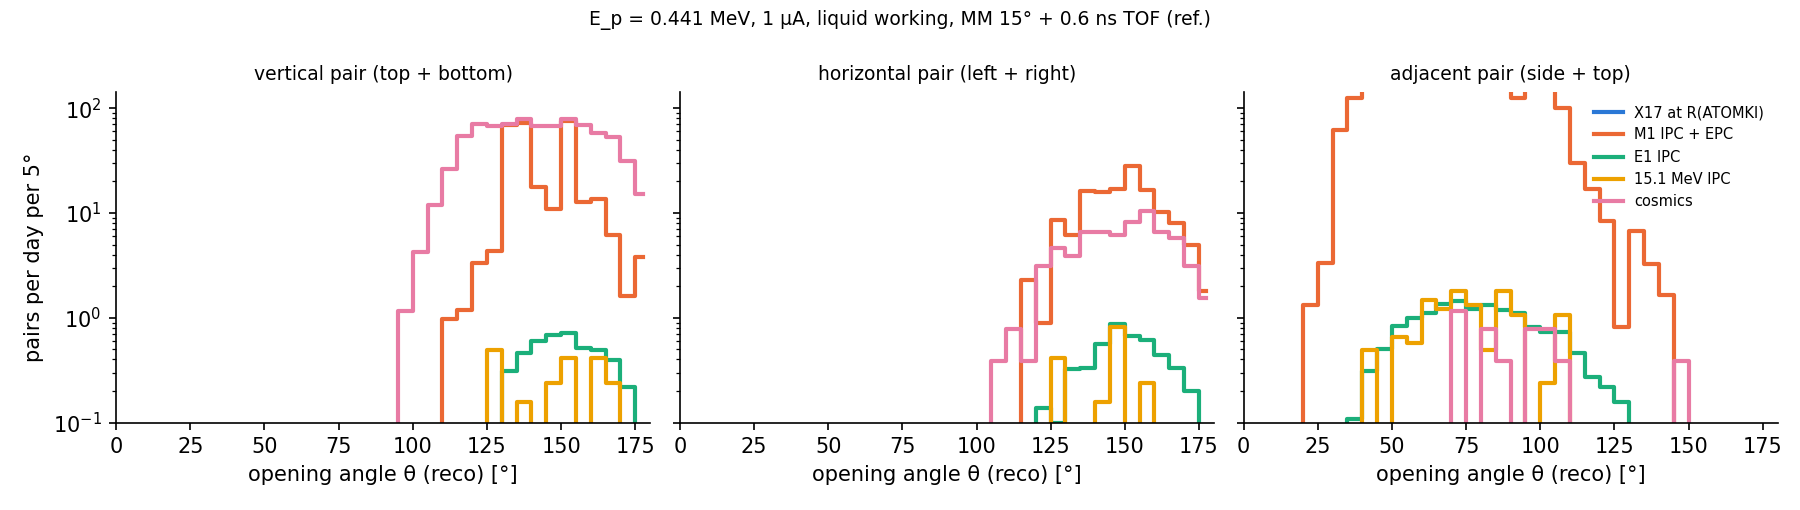 E_p = 0.441 MeV, 1 µA, liquid working, MM 15° + 0.6 ns TOF (ref.)
vertical pair (top + bottom)
horizontal pair (left + right)
adjacent pair (side + top)
X17 at R(ATOMKI)
M1 IPC + EPC
E1 IPC
15.1 MeV IPC
cosmics
pairs per day per 5°
10²
10¹
10⁰
10⁻¹
0 25 50 75 100 125 150 175
0 25 50 75 100 125 150 175
0 25 50 75 100 125 150 175
opening angle θ (reco) [°]
opening angle θ (reco) [°]
opening angle θ (reco) [°]